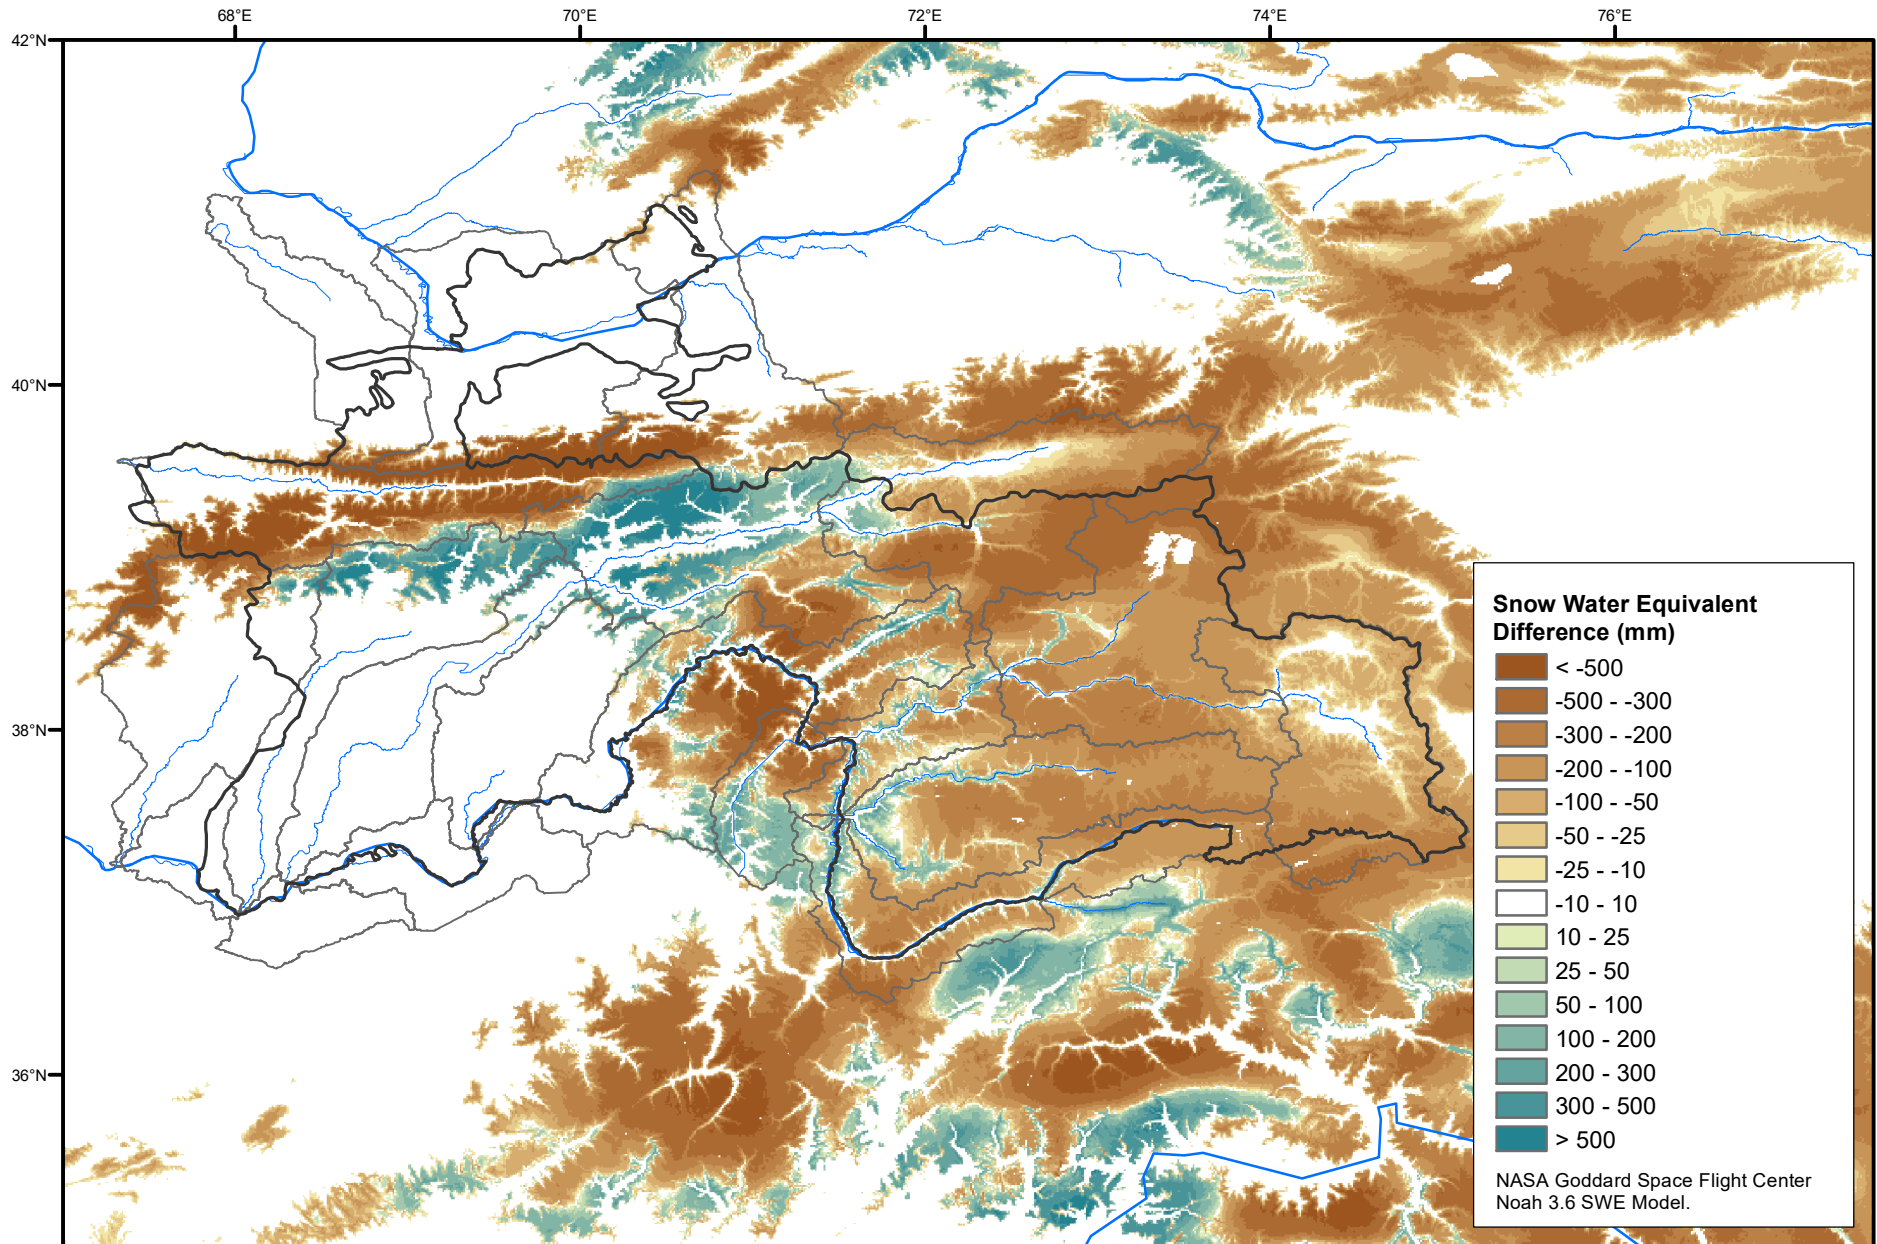 68°E 70°E 72°E 74°E 76°E
42°N
40°N
38°N
36°N
Snow Water Equivalent
Difference (mm)
< -500
-500 - -300
-300 - -200
-200 - -100
-100 - -50
-50 - -25
-25 - -10
-10 - 10
10 - 25
25 - 50
50 - 100
100 - 200
200 - 300
300 - 500
> 500
NASA Goddard Space Flight Center
Noah 3.6 SWE Model.